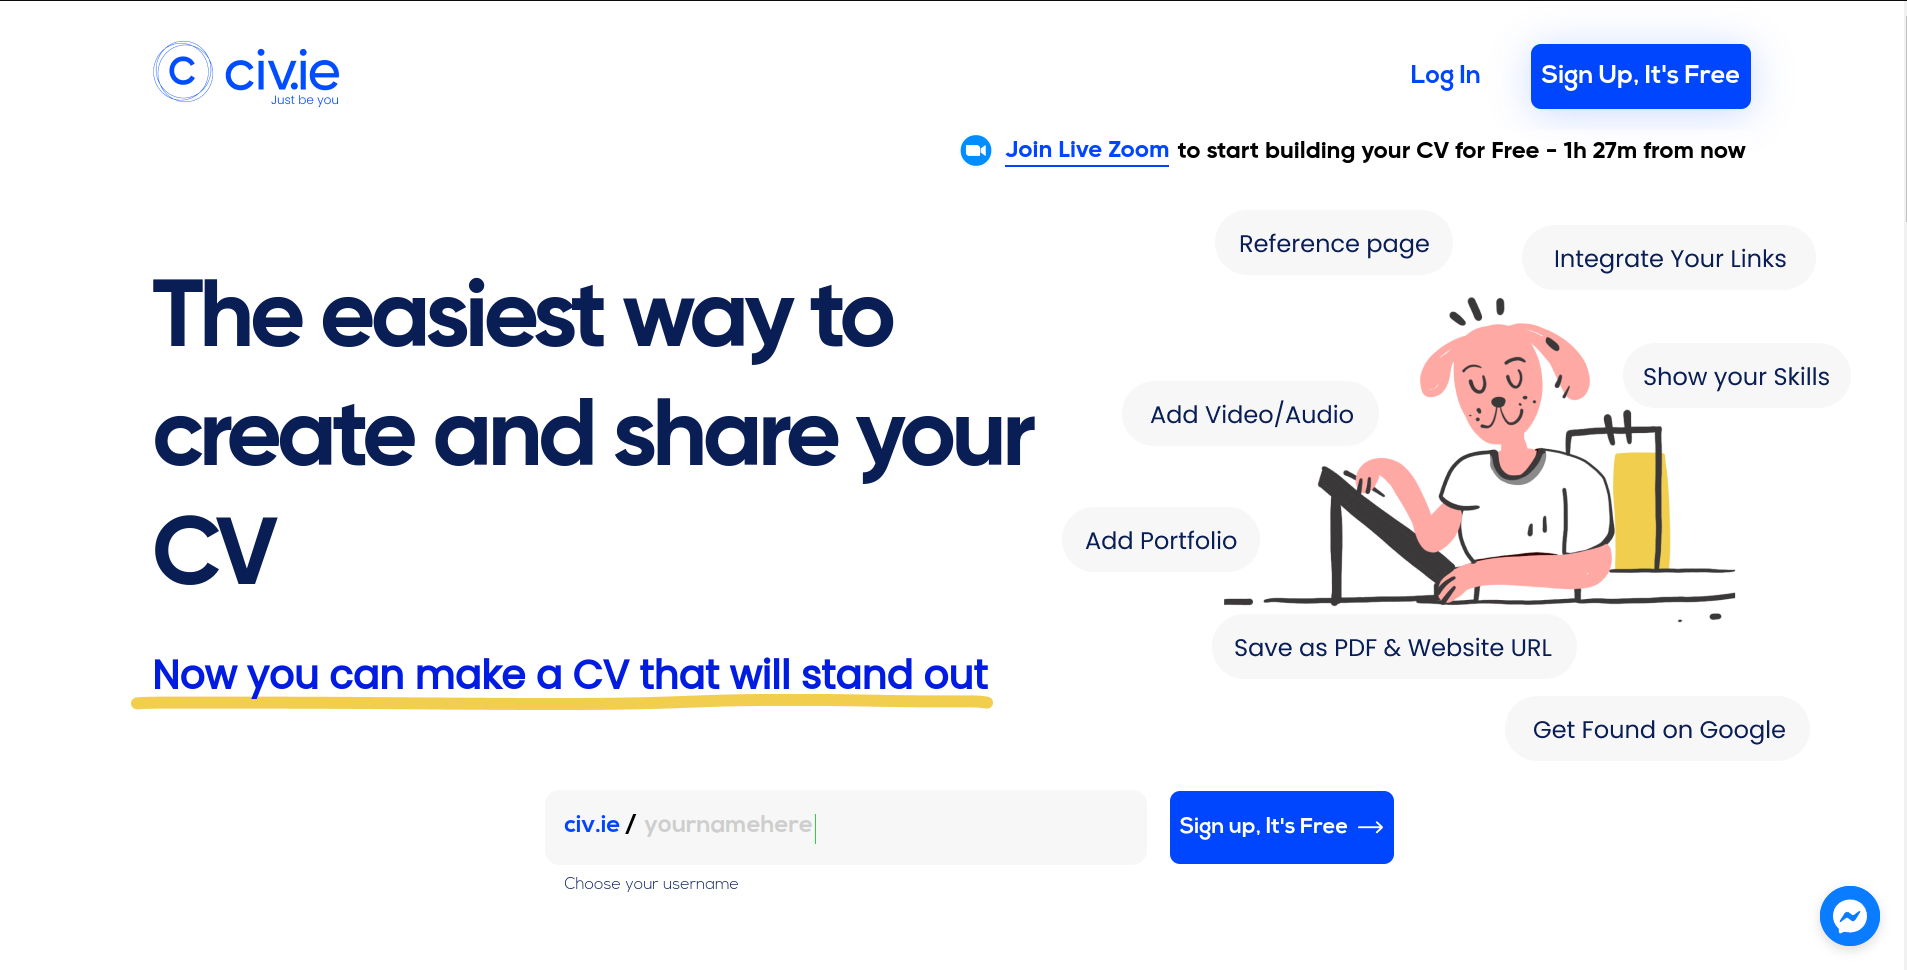 C civ.ie
Just be you
Log In
Sign Up, It's Free
Join Live Zoom to start building your CV for Free - 1h 27m from now
Reference page
Integrate Your Links
The easiest way to
create and share your
CV
Show your Skills
Add Video/Audio
Add Portfolio
Save as PDF & Website URL
Now you can make a CV that will stand out
Get Found on Google
civ.ie / yournamehere
Sign up, It's Free
Choose your username